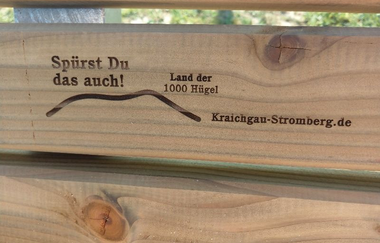 Spürst Du
das auch!
Land der
1000 Hügel
Kraichgau-Stromberg.de